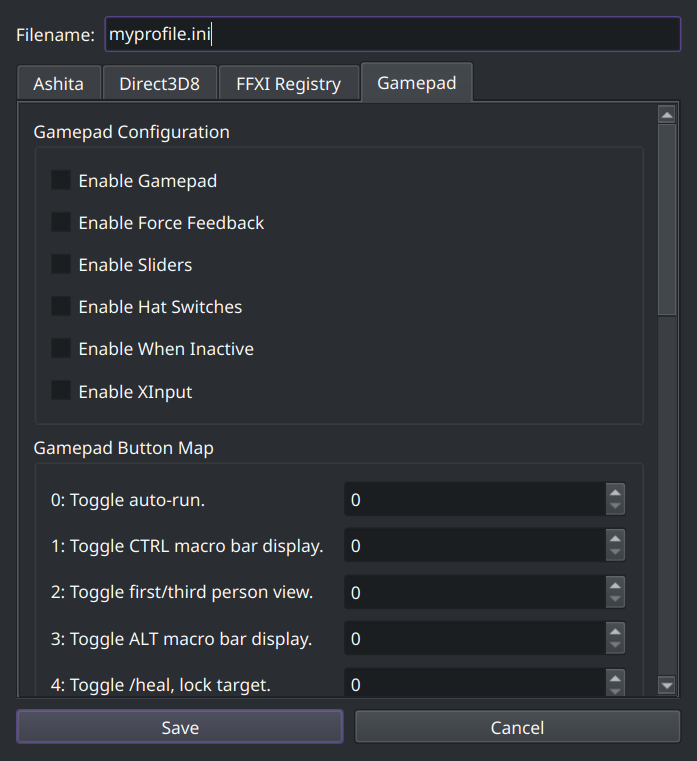 Filename: myprofile.ini
Ashita Direct3D8 FFXI Registry Gamepad
Gamepad Configuration
Enable Gamepad
Enable Force Feedback
Enable Sliders
Enable Hat Switches
Enable When Inactive
Enable XInput
Gamepad Button Map
0: Toggle auto-run. 0
1: Toggle CTRL macro bar display. 0
2: Toggle first/third person view. 0
3: Toggle ALT macro bar display. 0
4: Toggle /heal, lock target. 0
Save Cancel